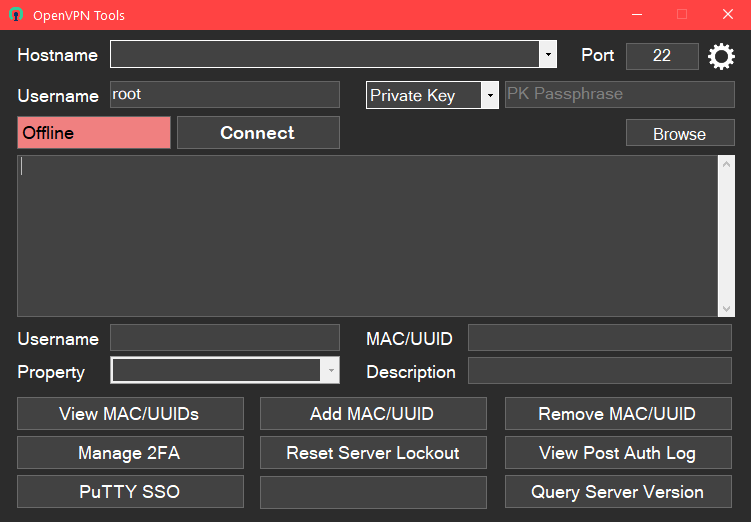 OpenVPN Tools
Hostname Port 22
Username root Private Key PK Passphrase
Offline Connect Browse
Username MAC/UUID
Property Description
View MAC/UUIDs Add MAC/UUID Remove MAC/UUID
Manage 2FA Reset Server Lockout View Post Auth Log
PuTTY SSO Query Server Version